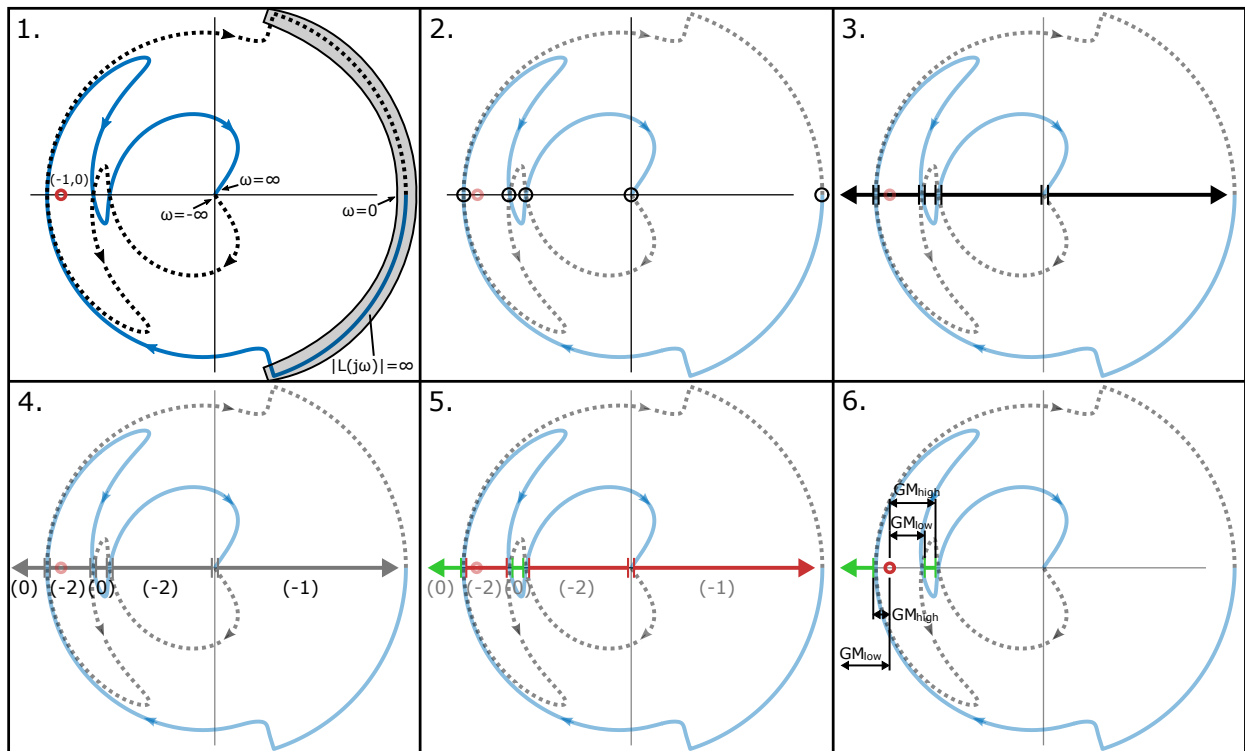 1.
(-1,0)
ω=∞
ω=-∞
ω=0
|L(jω)|=∞
2.
3.
4.
(0) (-2) (0) (-2) (-1)
5.
(0) (-2) (0) (-2) (-1)
6.
GMhigh
GMlow
GMhigh
GMlow